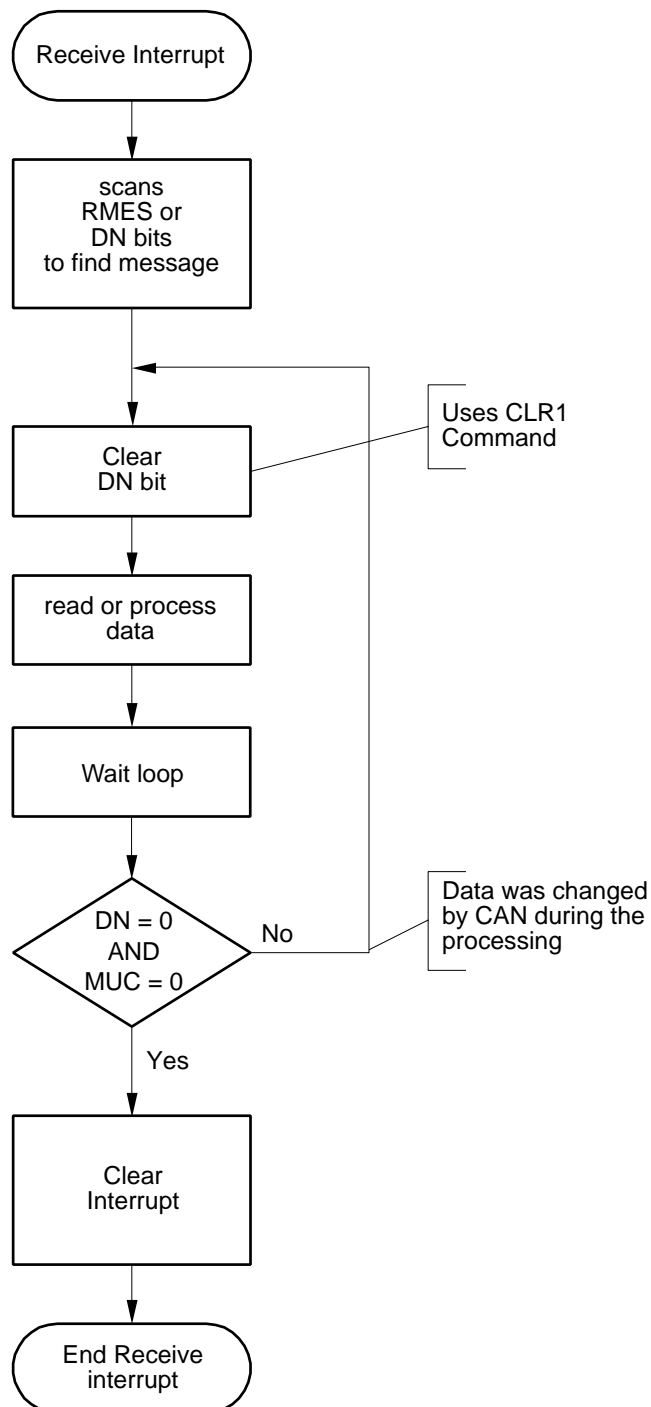 Receive Interrupt
scans
RMES or
DN bits
to find message
Uses CLR1
Command
Clear
DN bit
read or process
data
Wait loop
DN = 0
AND
MUC = 0
No
Data was changed
by CAN during the
processing
Yes
Clear
Interrupt
End Receive
interrupt